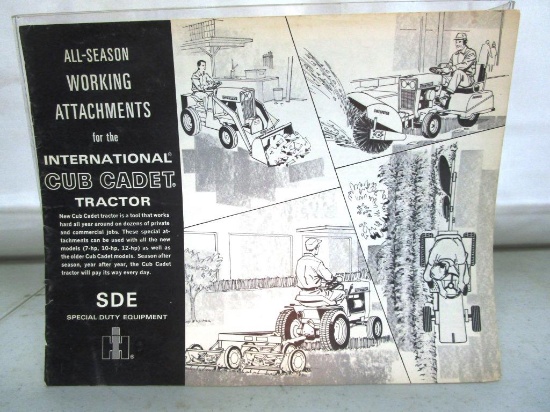 ALL-SEASON
WORKING
ATTACHMENTS
for the
INTERNATIONAL®
CUB CADET®
TRACTOR
New Cub Cadet tractor is a tool that works
hard all year around on dozens of private
and commercial jobs. These special at-
tachments can be used with all the new
models (7-hp, 10-hp, 12-hp) as well as
the older Cub Cadet models. Season after
season, year after year, the Cub Cadet
tractor will pay its way every day.
SDE
SPECIAL DUTY EQUIPMENT
IH®